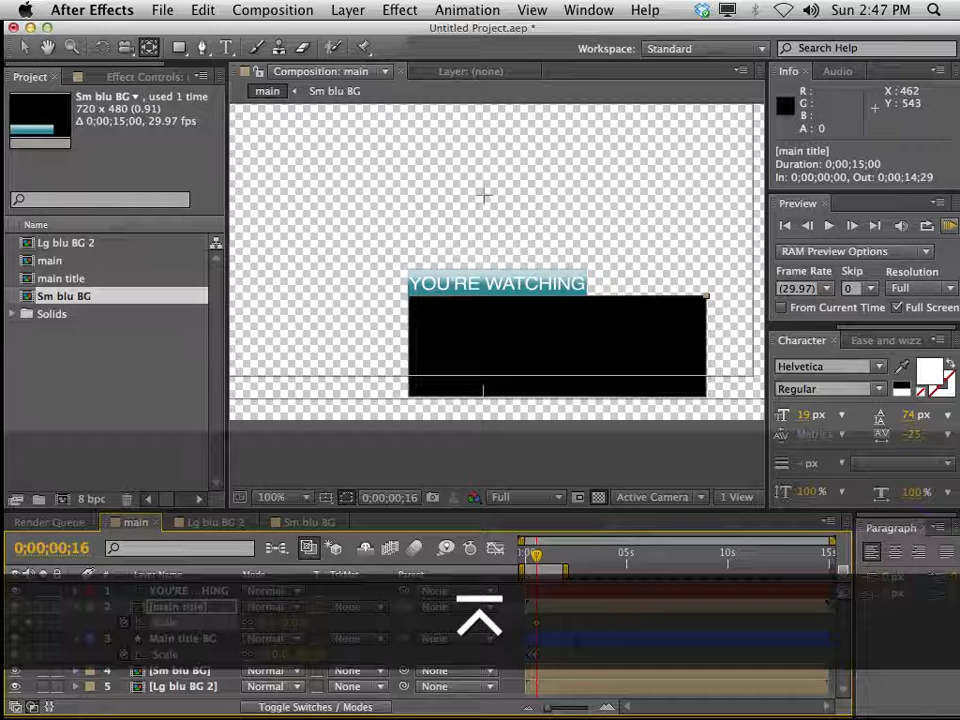 After Effects File Edit Composition Layer Effect Animation View Window Help Sun 2:47 PM
Untitled Project.aep *
Workspace: Standard Search Help
Project Effect Controls:
Composition: main Layer: (none)
Info Audio
main Sm blu BG
Sm blu BG, used 1 time
720 x 480 (0.91)
Δ 0;00;15;00, 29.97 fps
R :
G :
B :
A : 0
X : 462
Y : 543
[main title]
Duration: 0;00;15;00
In: 0;00;00;00, Out: 0;00;14;29
Preview
RAM Preview Options
Frame Rate Skip Resolution
(29.97) 0 Full
From Current Time Full Screen
Name
Lg blu BG 2
main
main title
Sm blu BG
Solids
YOU'RE WATCHING
Character Ease and wizz
Helvetica
Regular
19 px 74 px
Metrics -25
- px
100 % 100 %
8 bpc
100% 0;00;00;16 Full Active Camera 1 View
Render Queue main Lg blu BG 2 Sm blu BG
0;00;00;16
05s 10s 15s
Paragraph
Layer Name Mode T TrkMat Parent
1 YOU'RE ...HING Normal None
2 [main title] Normal None None
Scale
3 Main title BG Normal None None
Scale
4 [Sm blu BG] Normal None None
5 [Lg blu BG 2] Normal None None
Toggle Switches / Modes